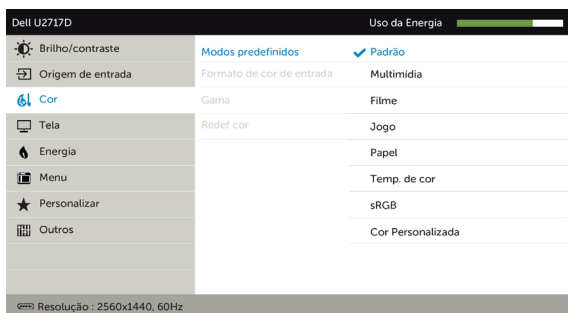 Dell U2717D
Uso da Energia
Brilho/contraste
Origem de entrada
Cor
Tela
Energia
Menu
Personalizar
Outros
Modos predefinidos
Formato de cor de entrada
Gama
Redef cor
Padrão
Multimídia
Filme
Jogo
Papel
Temp. de cor
sRGB
Cor Personalizada
Resolução : 2560x1440, 60Hz